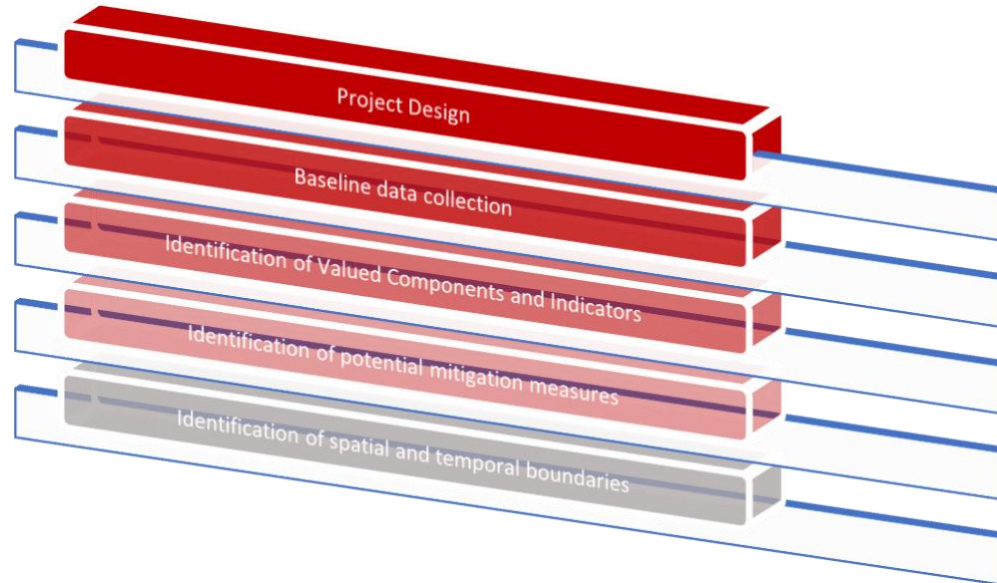 Project Design
Baseline data collection
Identification of Valued Components and Indicators
Identification of potential mitigation measures
Identification of spatial and temporal boundaries